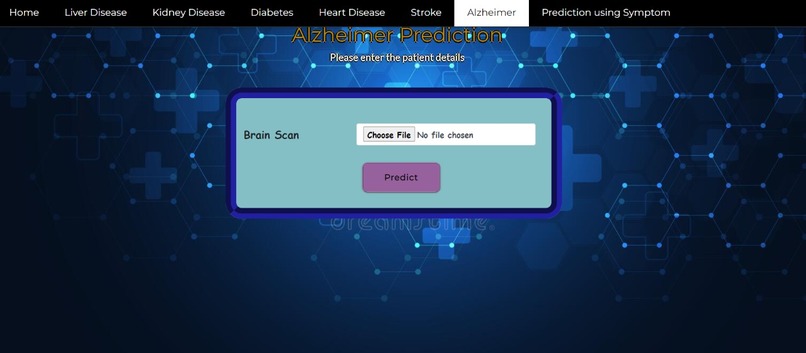 Home Liver Disease Kidney Disease Diabetes Heart Disease Stroke Alzheimer Prediction using Symptom
Alzheimer Prediction
Please enter the patient details
Brain Scan Choose File No file chosen
Predict
dreamstime.